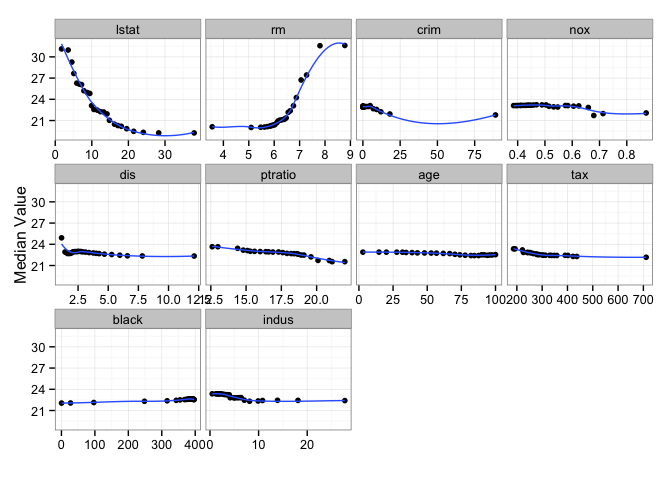 lstat rm crim nox
30
27
24
21
0 10 20 30 4 5 6 7 8 9 0 25 50 75 0.4 0.5 0.6 0.7 0.8
dis ptratio age tax
Median Value
30
27
24
21
2.5 5.0 7.5 10.0 12.5 12.5 15.0 17.5 20.0 0 25 50 75 100 200 300 400 500 600 700
black indus
30
27
24
21
0 100 200 300 400 0 10 20